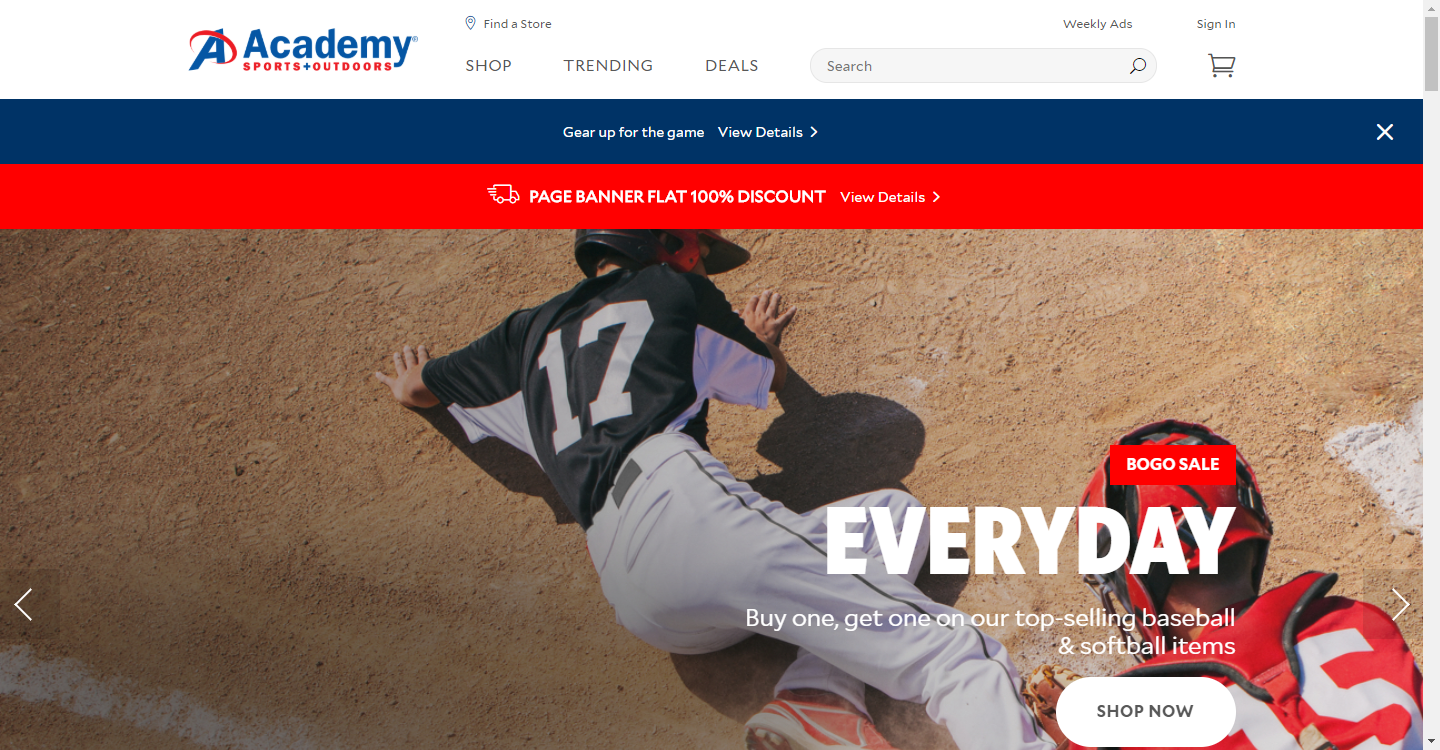 Find a Store
Weekly Ads
Sign In
Academy
SPORTS+OUTDOORS
SHOP
TRENDING
DEALS
Search
Gear up for the game View Details
PAGE BANNER FLAT 100% DISCOUNT View Details
17
BOGO SALE
EVERYDAY
Buy one, get one on our top-selling baseball
& softball items
SHOP NOW